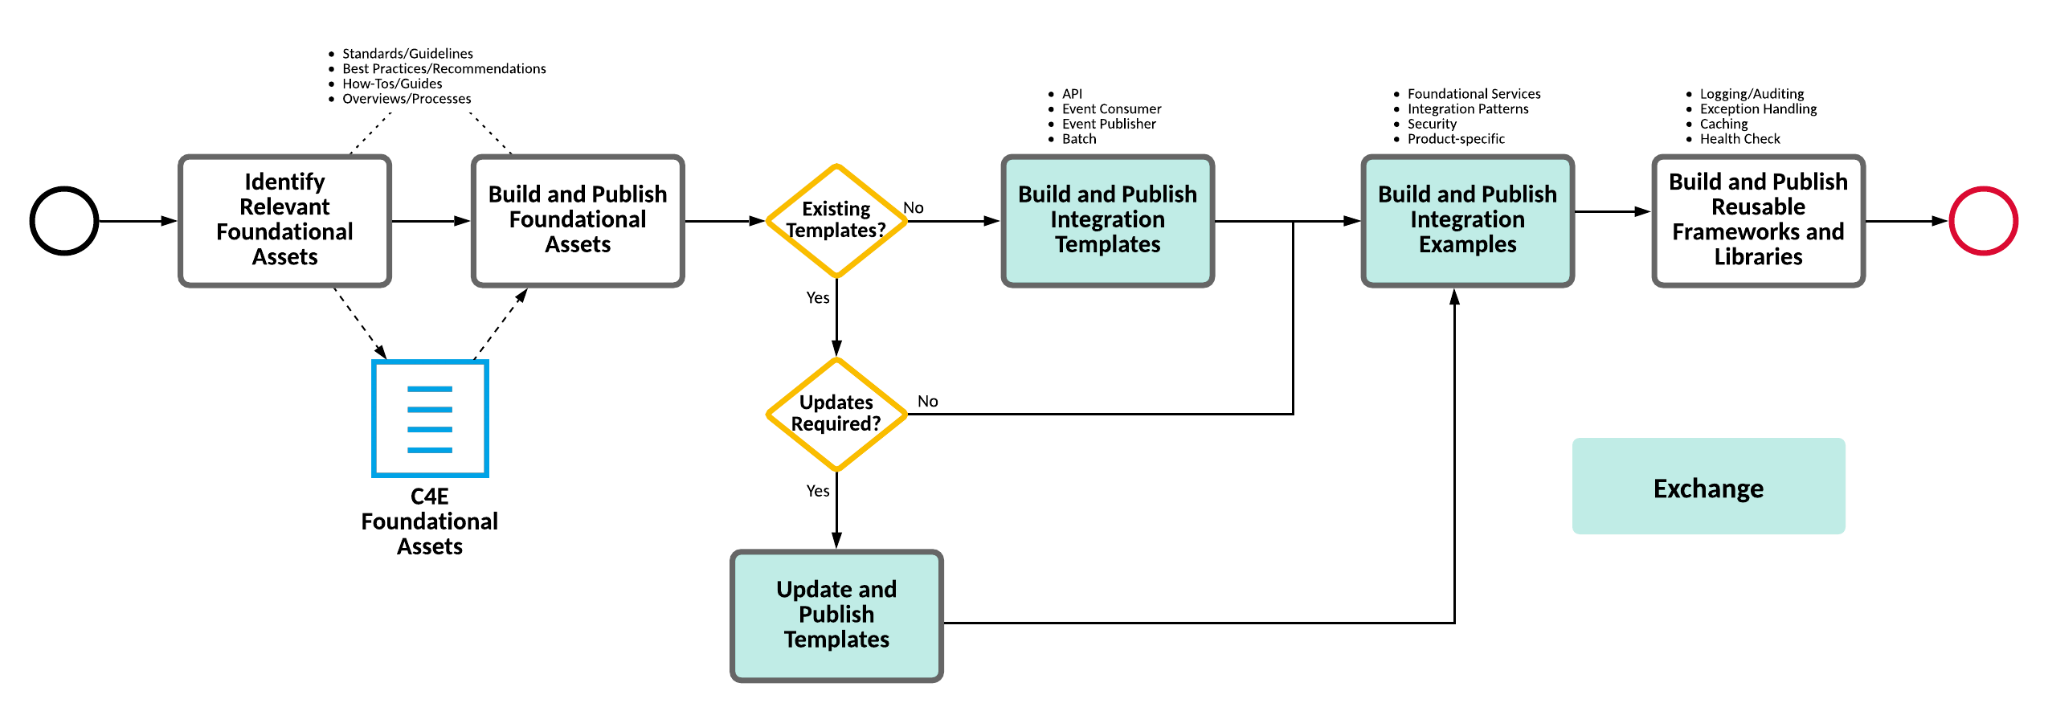 • Standards/Guidelines
• Best Practices/Recommendations
• How-Tos/Guides
• Overviews/Processes
• API
• Event Consumer
• Event Publisher
• Batch
• Foundational Services
• Integration Patterns
• Security
• Product-specific
• Logging/Auditing
• Exception Handling
• Caching
• Health Check
Identify
Relevant
Foundational
Assets
Build and Publish
Foundational
Assets
Existing
Templates?
No
Build and Publish
Integration
Templates
Build and Publish
Integration
Examples
Build and Publish
Reusable
Frameworks and
Libraries
Yes
Updates
Required?
No
C4E
Foundational
Assets
Yes
Exchange
Update and
Publish
Templates